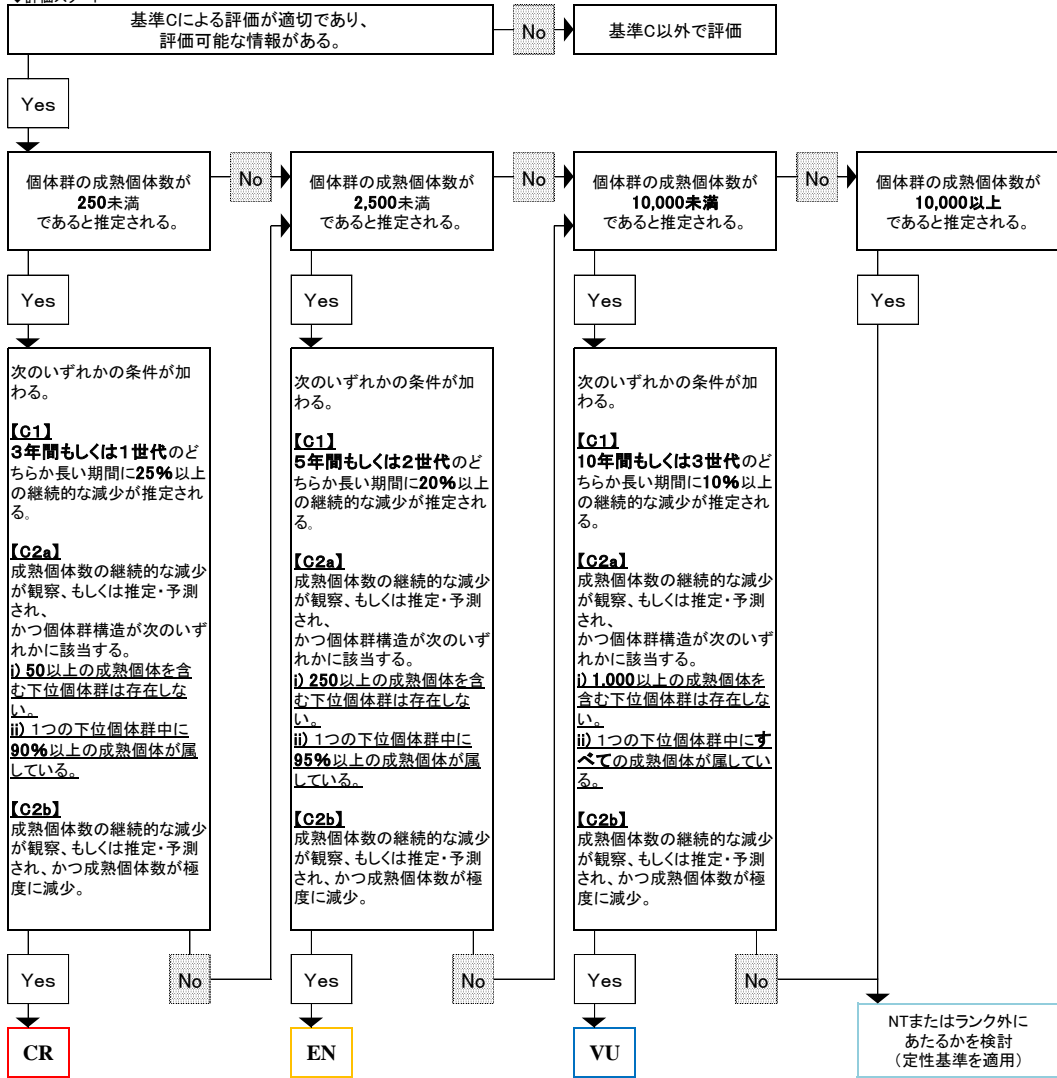 基準Cによる評価が適切であり、
評価可能な情報がある。
No
基準C以外で評価
Yes
個体群の成熟個体数が
250未満
であると推定される。
No
個体群の成熟個体数が
2,500未満
であると推定される。
No
個体群の成熟個体数が
10,000未満
であると推定される。
No
個体群の成熟個体数が
10,000以上
であると推定される。
Yes
Yes
Yes
Yes
次のいずれかの条件が加
わる。
【C1】
3年間もしくは1世代のど
ちらか長い期間に25%以上
の継続的な減少が推定され
る。
【C2a】
成熟個体数の継続的な減少
が観察、もしくは推定・予測
され、
かつ個体群構造が次のいず
れかに該当する。
i) 50以上の成熟個体を含
む下位個体群は存在しな
い。
ii) 1つの下位個体群中に
90%以上の成熟個体が属
している。
【C2b】
成熟個体数の継続的な減少
が観察、もしくは推定・予測
され、かつ成熟個体数が極
度に減少。
次のいずれかの条件が加
わる。
【C1】
5年間もしくは2世代のど
ちらか長い期間に20%以上
の継続的な減少が推定され
る。
【C2a】
成熟個体数の継続的な減少
が観察、もしくは推定・予測
され、
かつ個体群構造が次のいず
れかに該当する。
i) 250以上の成熟個体を含
む下位個体群は存在しな
い。
ii) 1つの下位個体群中に
95%以上の成熟個体が属
している。
【C2b】
成熟個体数の継続的な減少
が観察、もしくは推定・予測
され、かつ成熟個体数が極
度に減少。
次のいずれかの条件が加
わる。
【C1】
10年間もしくは3世代のど
ちらか長い期間に10%以上
の継続的な減少が推定され
る。
【C2a】
成熟個体数の継続的な減少
が観察、もしくは推定・予測
され、
かつ個体群構造が次のいず
れかに該当する。
i) 1,000以上の成熟個体を
含む下位個体群は存在しな
い。
ii) 1つの下位個体群中にす
べての成熟個体が属してい
る。
【C2b】
成熟個体数の継続的な減少
が観察、もしくは推定・予測
され、かつ成熟個体数が極
度に減少。
Yes
No
Yes
No
Yes
No
CR
EN
VU
NTまたはランク外に
あたるかを検討
（定性基準を適用）